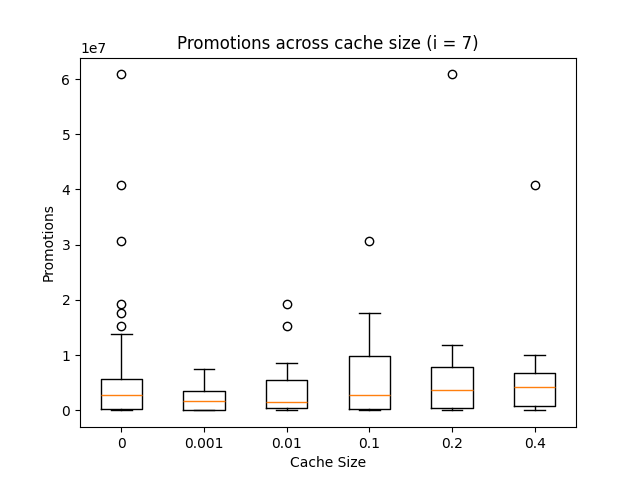 Promotions across cache size (i = 7)
1e7
6
5
4
3
2
1
0
Promotions
0 0.001 0.01 0.1 0.2 0.4
Cache Size